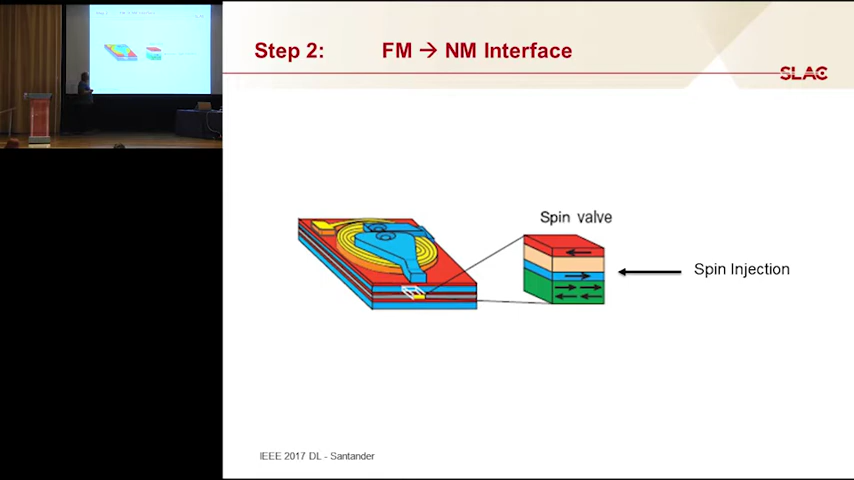 Step 2: FM → NM Interface
SLAC
Spin valve
Spin Injection
IEEE 2017 DL - Santander